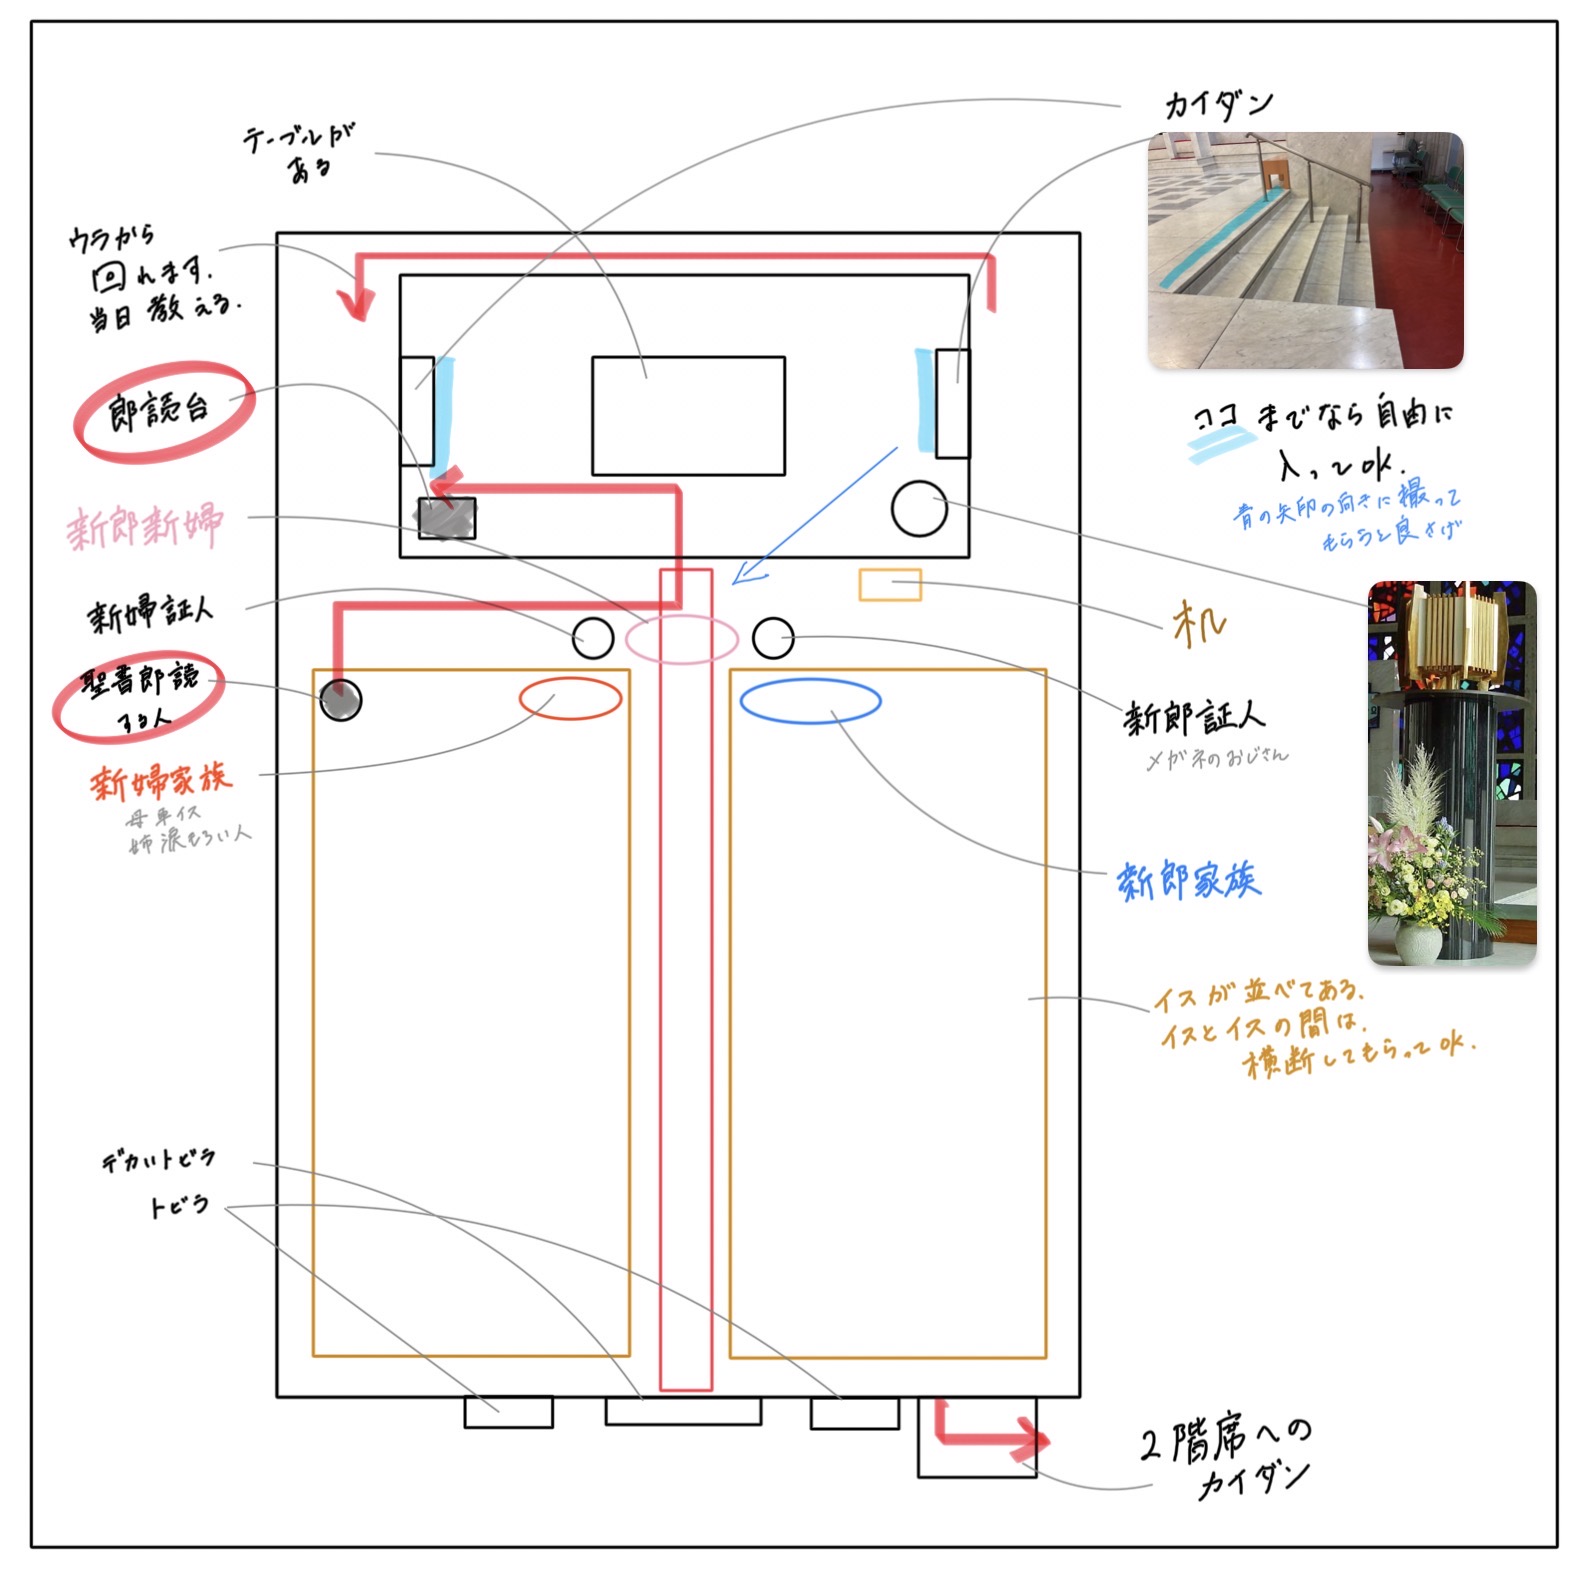 テーブルが
ある
カイダン
ウラから
回れます。
当日教える。
郎読台
ココまでなら自由に
入ってOK.
青の矢印の向きに撮って
もらうと良さげ
新郎新婦
新婦証人
机
聖書郎読
する人
新郎証人
メガネのおじさん
新婦家族
母車イス
姉涙もろい人
新郎家族
イスが並べてある、
イスとイスの間は、
横断してもらってOK.
デカいトビラ
トビラ
2階席への
カイダン